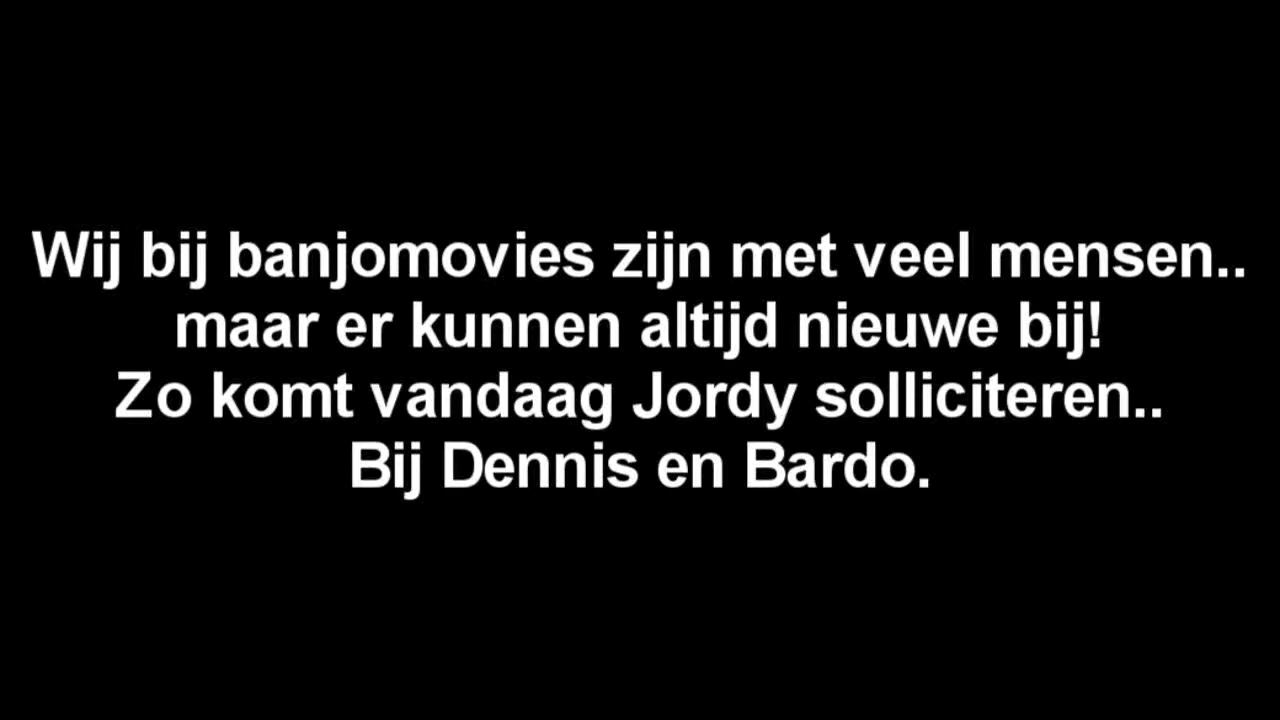 Wij bij banjomovies zijn met veel mensen..
maar er kunnen altijd nieuwe bij!
Zo komt vandaag Jordy solliciteren..
Bij Dennis en Bardo.